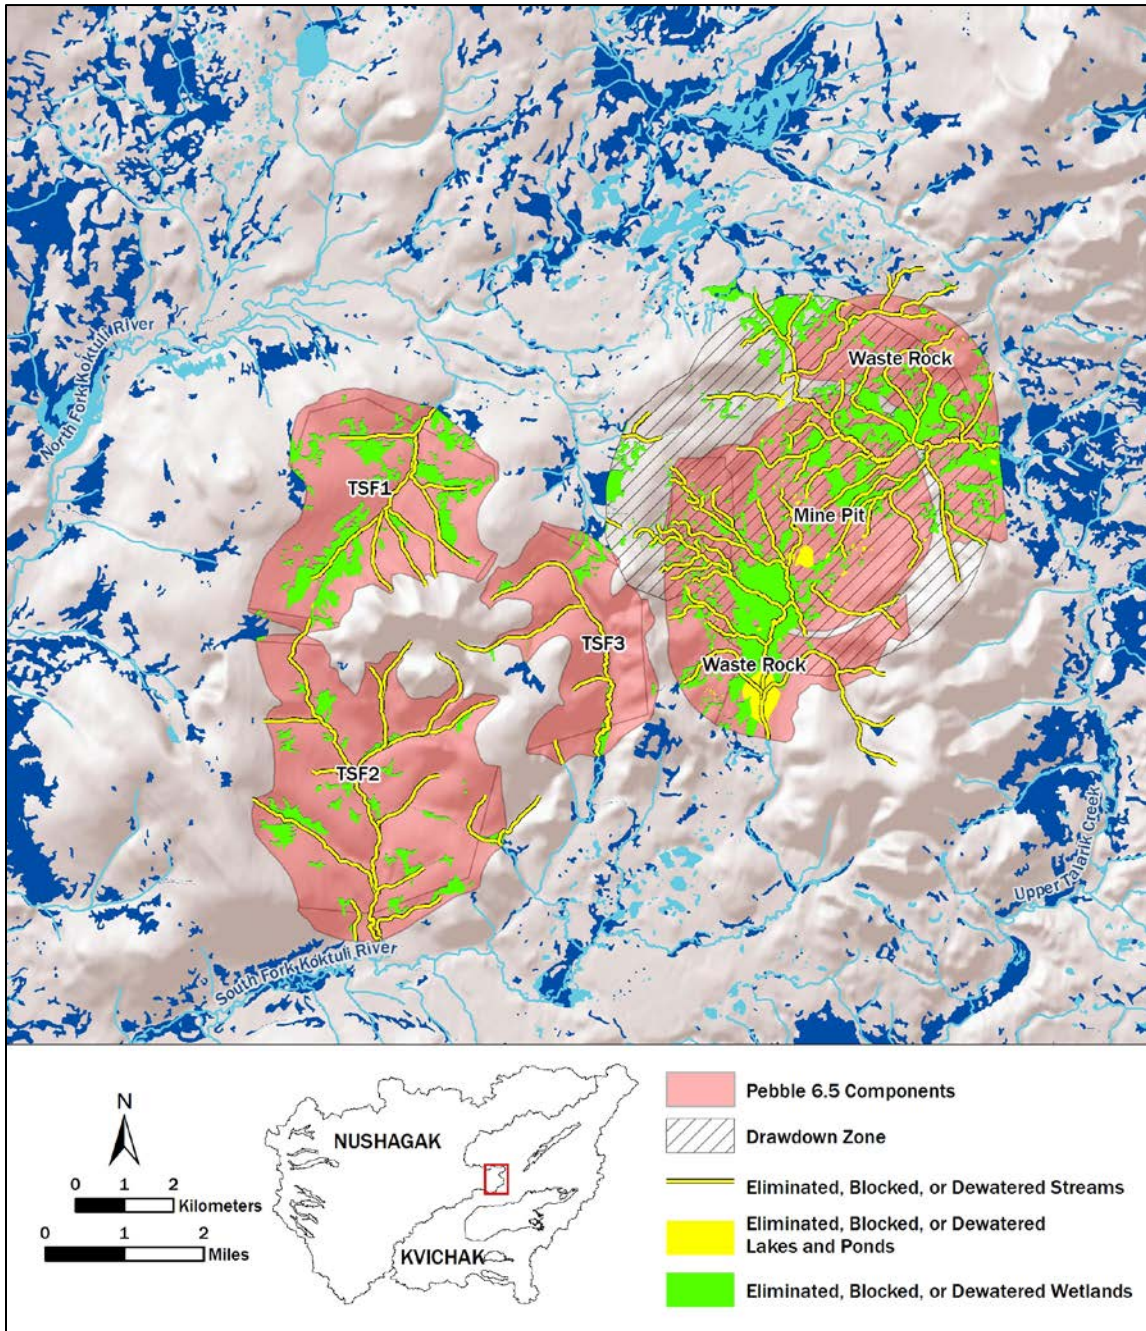 North Fork Koktuli River
Waste Rock
TSF1
Mine Pit
TSF3
Waste Rock
TSF2
Upper Talarik Creek
South Fork Koktuli River
N
0 1 2
Kilometers
0 1 2
Miles
NUSHAGAK
KVICHAK
Pebble 6.5 Components
Drawdown Zone
Eliminated, Blocked, or Dewatered Streams
Eliminated, Blocked, or Dewatered
Lakes and Ponds
Eliminated, Blocked, or Dewatered Wetlands